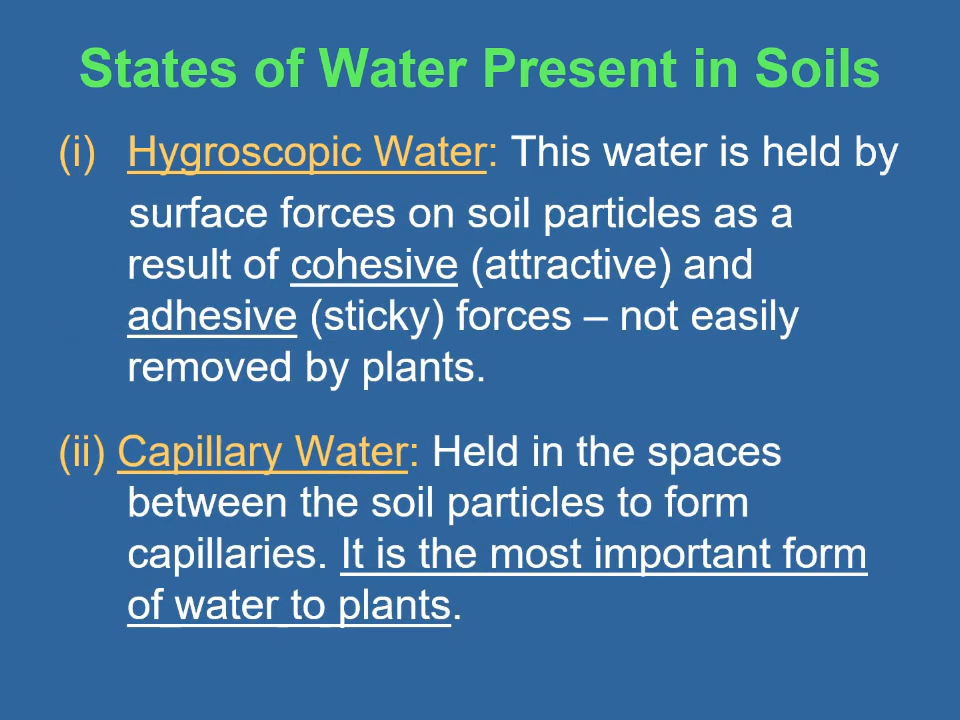 States of Water Present in Soils
(i) Hygroscopic Water: This water is held by
surface forces on soil particles as a
result of cohesive (attractive) and
adhesive (sticky) forces – not easily
removed by plants.
(ii) Capillary Water: Held in the spaces
between the soil particles to form
capillaries. It is the most important form
of water to plants.